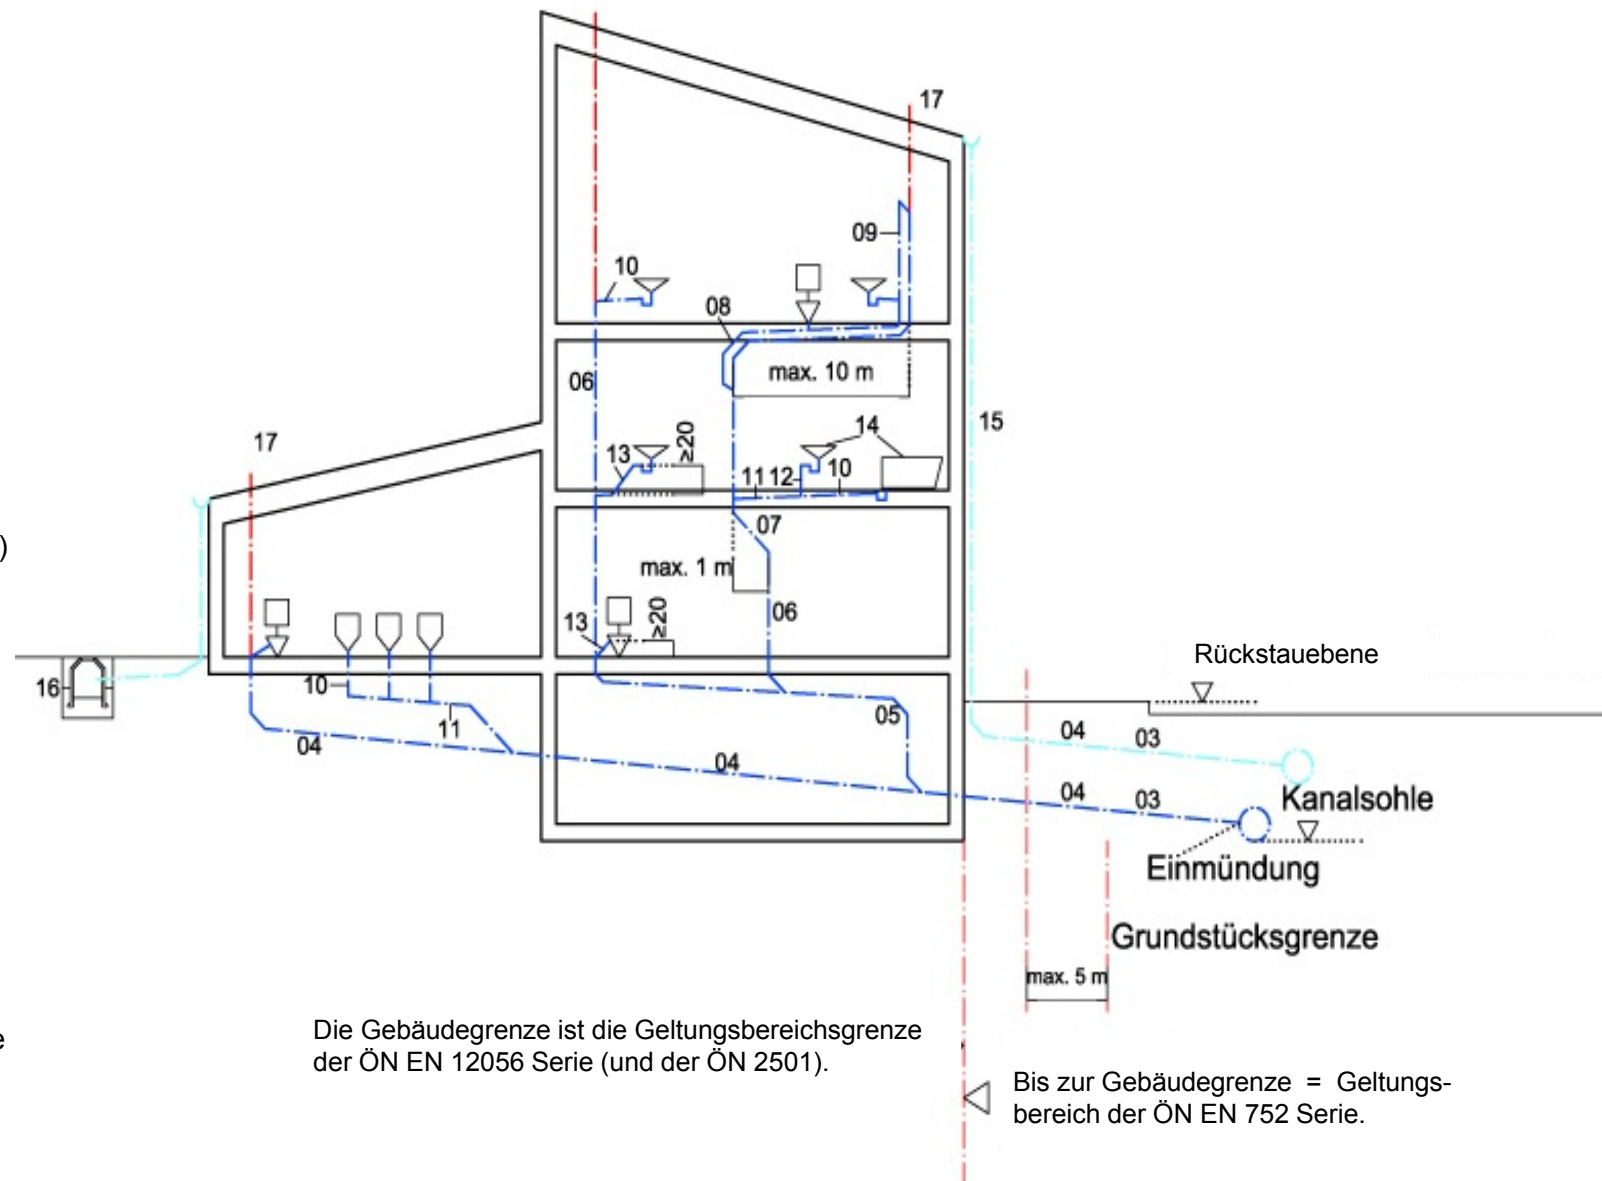 17
09
10
08
max. 10 m
06
15
17
14
13
≥20
11 12
10
07
)
max. 1 m
06
13
≥20
Rückstauebene
16
10
05
11
04
04
03
04
04
03
Kanalsohle
Einmündung
Grundstücksgrenze
max. 5 m
Die Gebäudegrenze ist die Geltungsbereichsgrenze
der ÖN EN 12056 Serie (und der ÖN 2501).
e
Bis zur Gebäudegrenze = Geltungs-
bereich der ÖN EN 752 Serie.